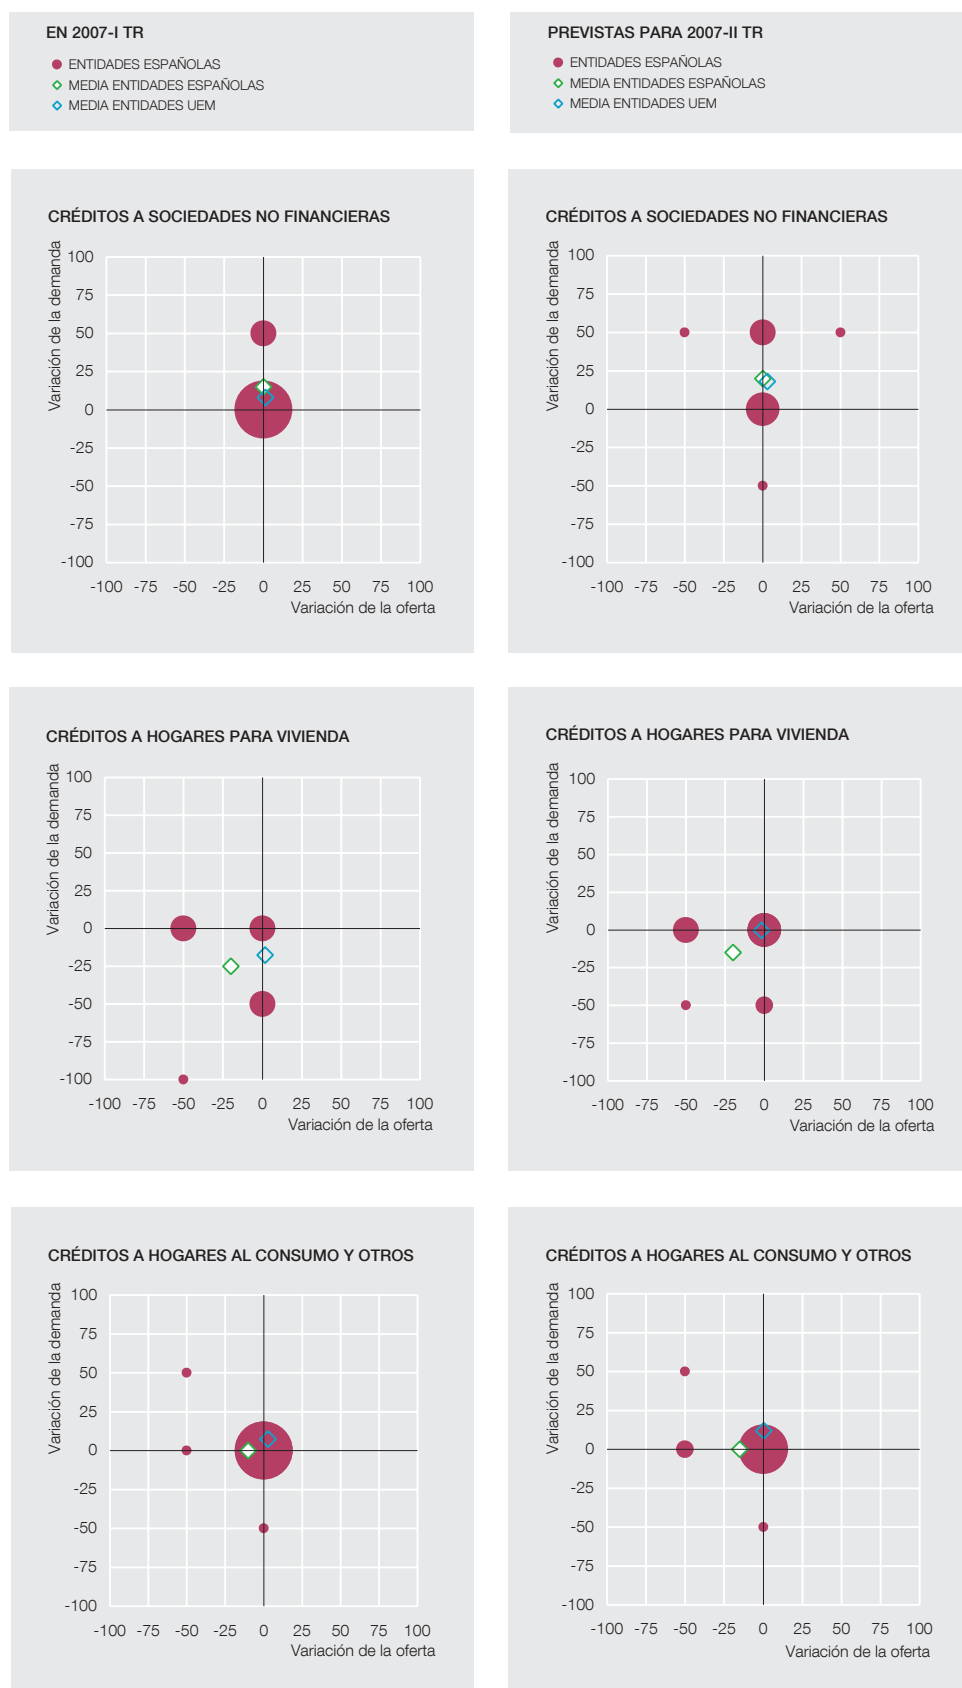 EN 2007-I TR
ENTIDADES ESPAÑOLAS
MEDIA ENTIDADES ESPAÑOLAS
MEDIA ENTIDADES UEM
PREVISTAS PARA 2007-II TR
ENTIDADES ESPAÑOLAS
MEDIA ENTIDADES ESPAÑOLAS
MEDIA ENTIDADES UEM
CRÉDITOS A SOCIEDADES NO FINANCIERAS
Variación de la demanda
100
75
50
25
0
-25
-50
-75
-100
-100 -75 -50 -25 0 25 50 75 100
Variación de la oferta
CRÉDITOS A SOCIEDADES NO FINANCIERAS
Variación de la demanda
100
75
50
25
0
-25
-50
-75
-100
-100 -75 -50 -25 0 25 50 75 100
Variación de la oferta
CRÉDITOS A HOGARES PARA VIVIENDA
Variación de la demanda
100
75
50
25
0
-25
-50
-75
-100
-100 -75 -50 -25 0 25 50 75 100
Variación de la oferta
CRÉDITOS A HOGARES PARA VIVIENDA
Variación de la demanda
100
75
50
25
0
-25
-50
-75
-100
-100 -75 -50 -25 0 25 50 75 100
Variación de la oferta
CRÉDITOS A HOGARES AL CONSUMO Y OTROS
Variación de la demanda
100
75
50
25
0
-25
-50
-75
-100
-100 -75 -50 -25 0 25 50 75 100
Variación de la oferta
CRÉDITOS A HOGARES AL CONSUMO Y OTROS
Variación de la demanda
100
75
50
25
0
-25
-50
-75
-100
-100 -75 -50 -25 0 25 50 75 100
Variación de la oferta